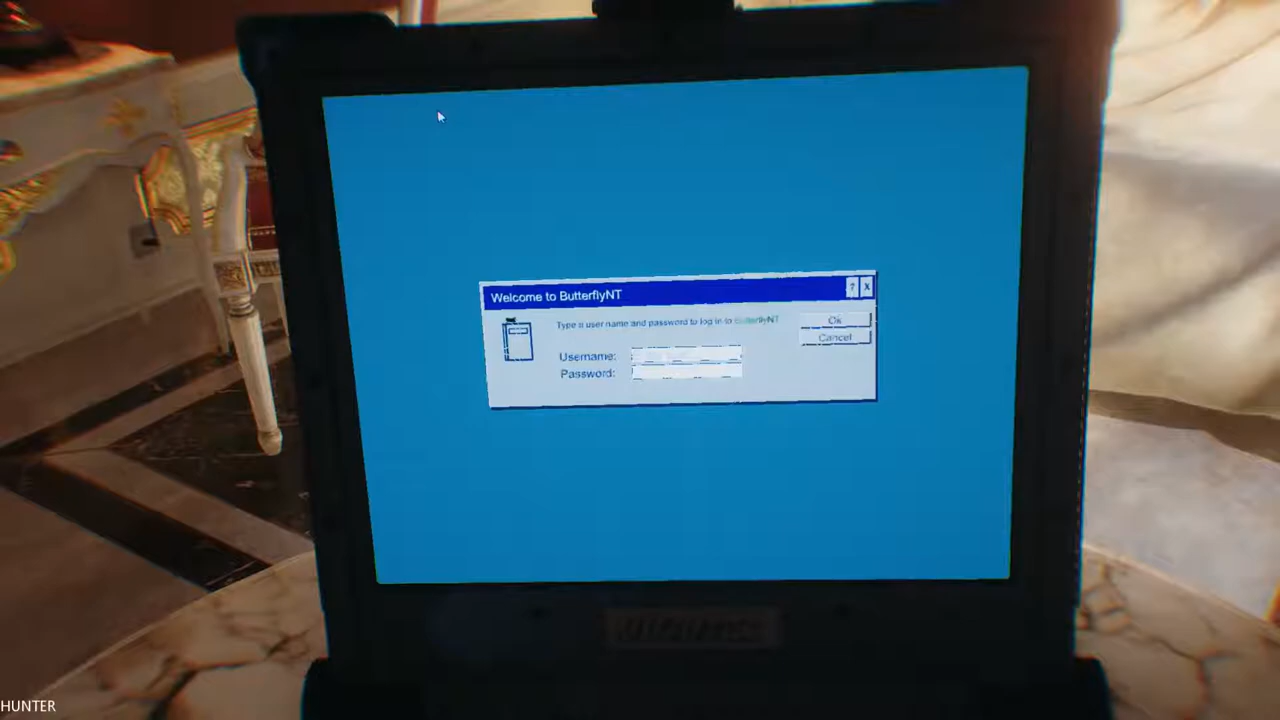 Welcome to ButterflyNT
? X
Type a user name and password to log in to ButterflyNT
Ok
Cancel
Username:
Password:
HUNTER